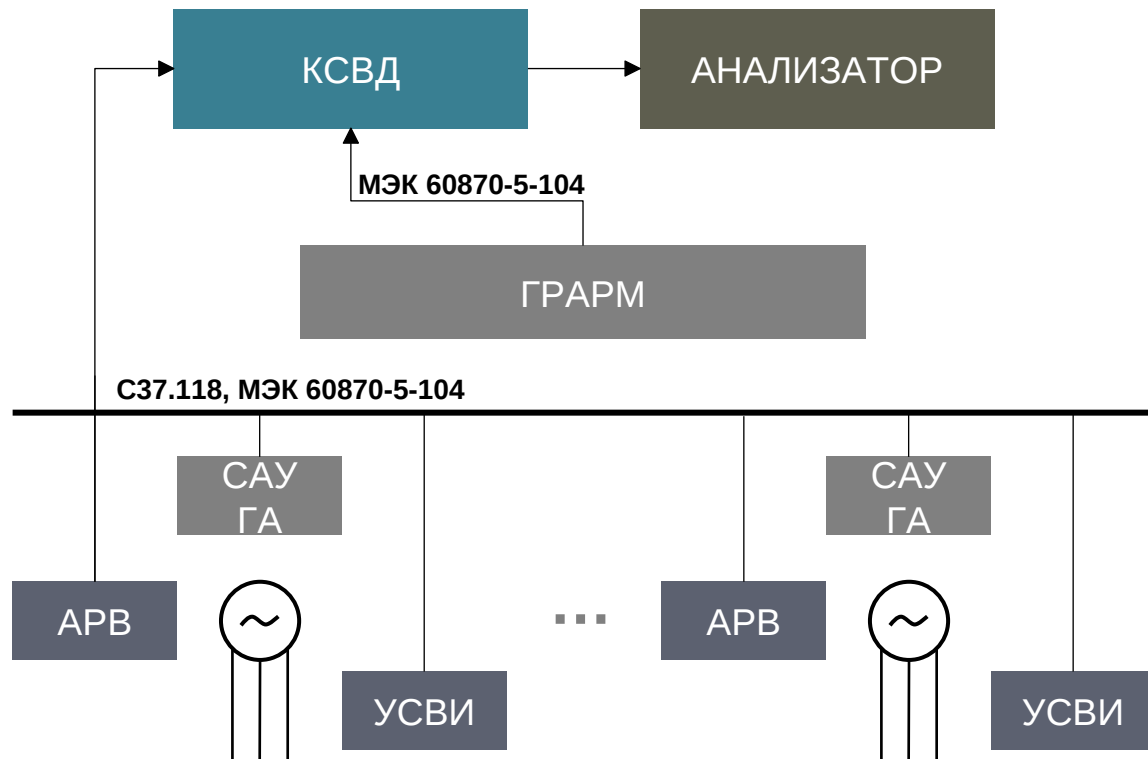 КСВД
АНАЛИЗАТОР
МЭК 60870-5-104
ГРАРМ
С37.118, МЭК 60870-5-104
САУ
ГА
САУ
ГА
АРВ
...
АРВ
УСВИ
УСВИ